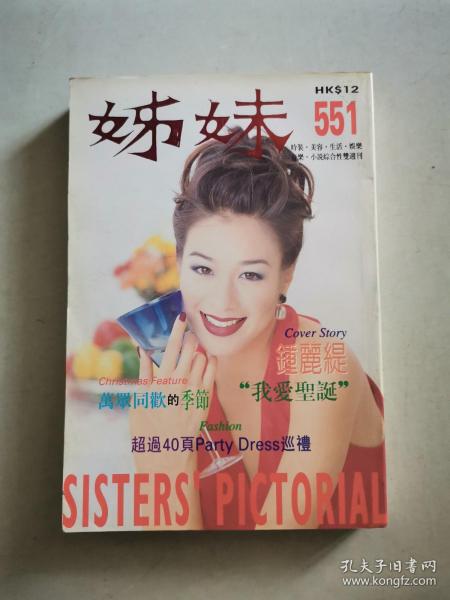 HK$12
姊妹
551
時裝・美容・生活・娛樂
樂・小說綜合性雙週刊
Cover Story
鍾麗緹
"我愛聖誕"
Christmas Feature
萬眾同歡的季節
Fashion
超過40頁Party Dress巡禮
SISTERS' PICTORIAL
孔夫子旧书网
www.kongfz.com